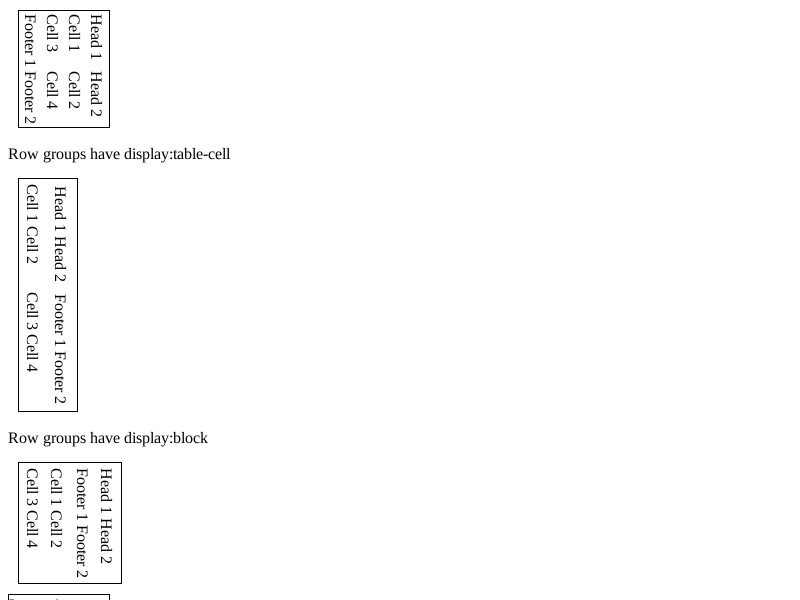 Head 1 Head 2
Cell 1 Cell 2
Cell 3 Cell 4
Footer 1 Footer 2
Row groups have display:table-cell
Head 1 Head 2 Footer 1 Footer 2
Cell 1 Cell 2 Cell 3 Cell 4
Row groups have display:block
Head 1 Head 2
Footer 1 Footer 2
Cell 1 Cell 2
Cell 3 Cell 4